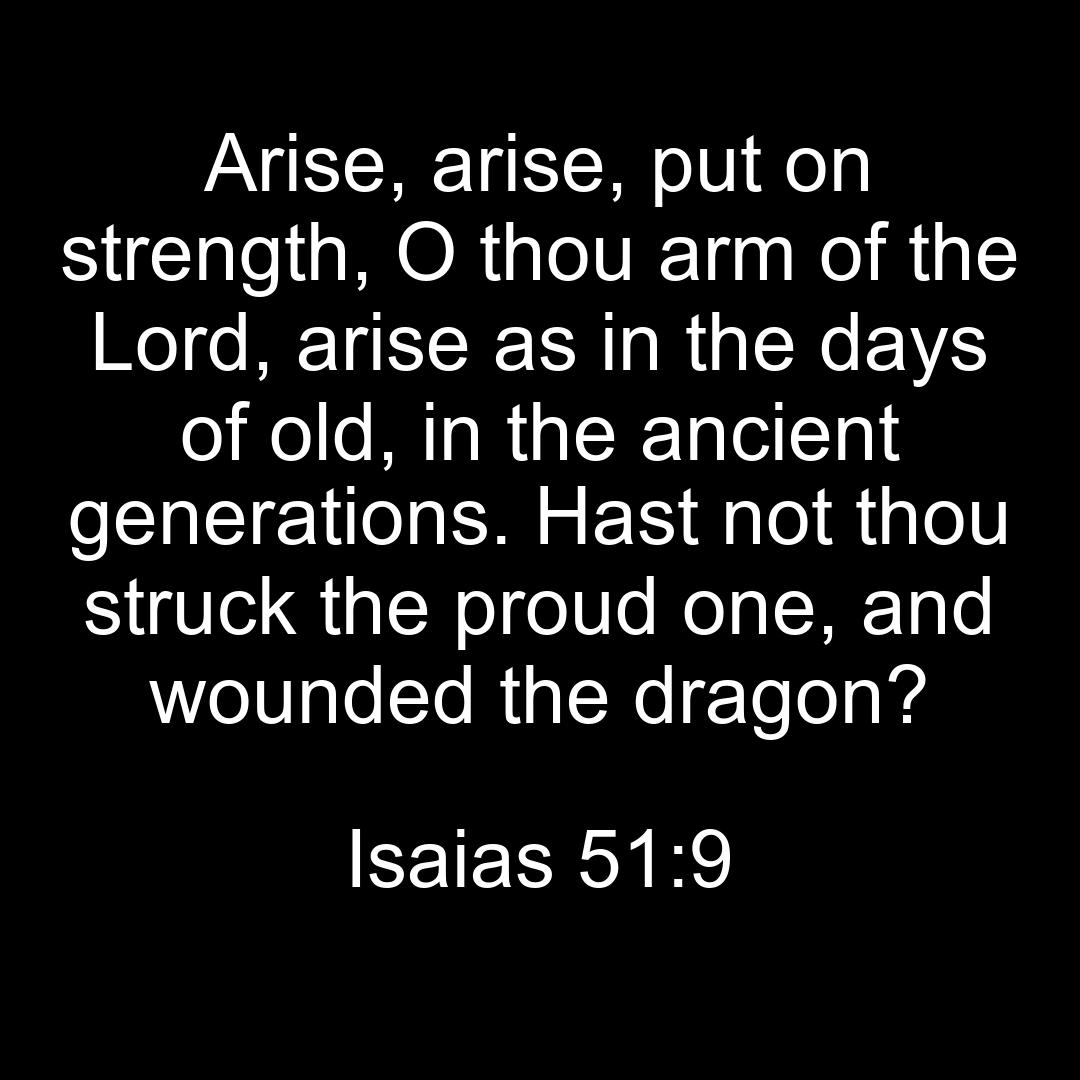 Arise, arise, put on
strength, O thou arm of the
Lord, arise as in the days
of old, in the ancient
generations. Hast not thou
struck the proud one, and
wounded the dragon?
Isaias 51:9